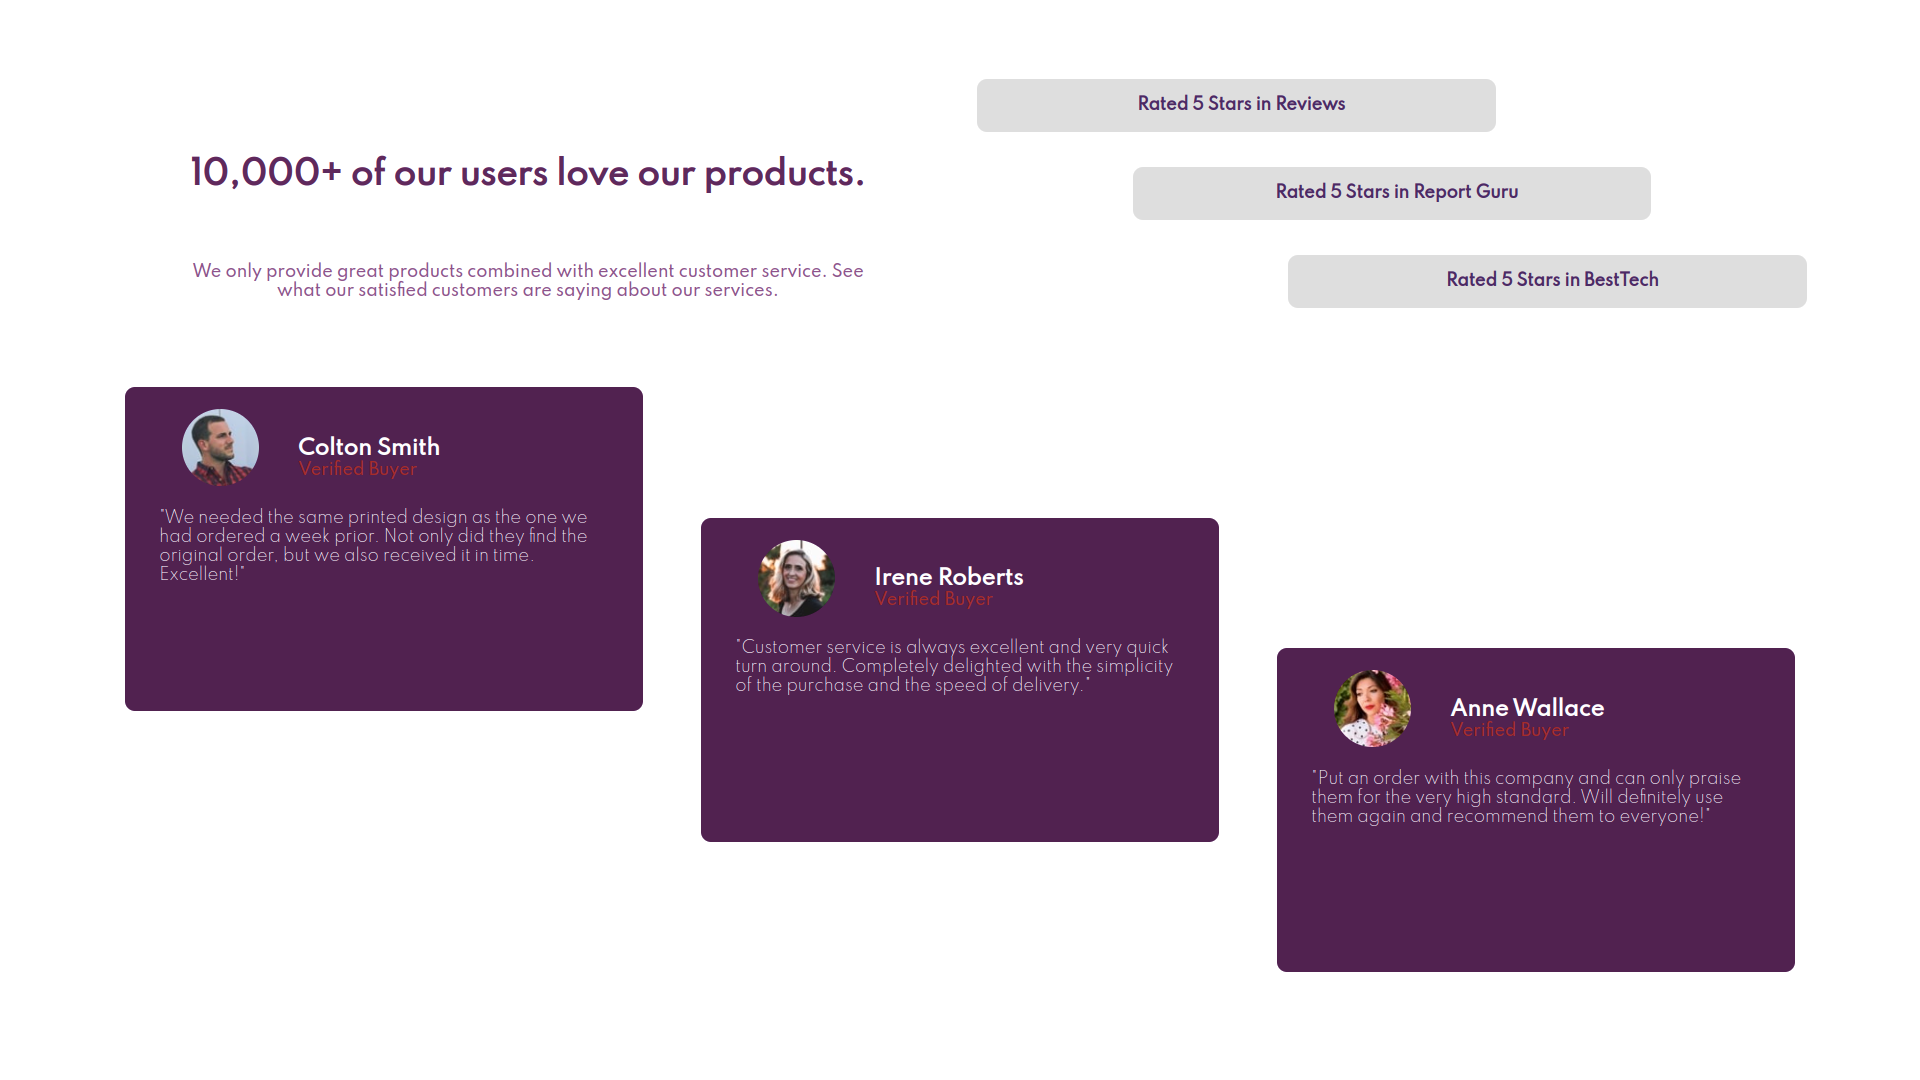 10,000+ of our users love our products.
We only provide great products combined with excellent customer service. See
what our satisfied customers are saying about our services.
Rated 5 Stars in Reviews
Rated 5 Stars in Report Guru
Rated 5 Stars in BestTech
Colton Smith
Verified Buyer
"We needed the same printed design as the one we
had ordered a week prior. Not only did they find the
original order, but we also received it in time.
Excellent!"
Irene Roberts
Verified Buyer
"Customer service is always excellent and very quick
turn around. Completely delighted with the simplicity
of the purchase and the speed of delivery."
Anne Wallace
Verified Buyer
"Put an order with this company and can only praise
them for the very high standard. Will definitely use
them again and recommend them to everyone!"